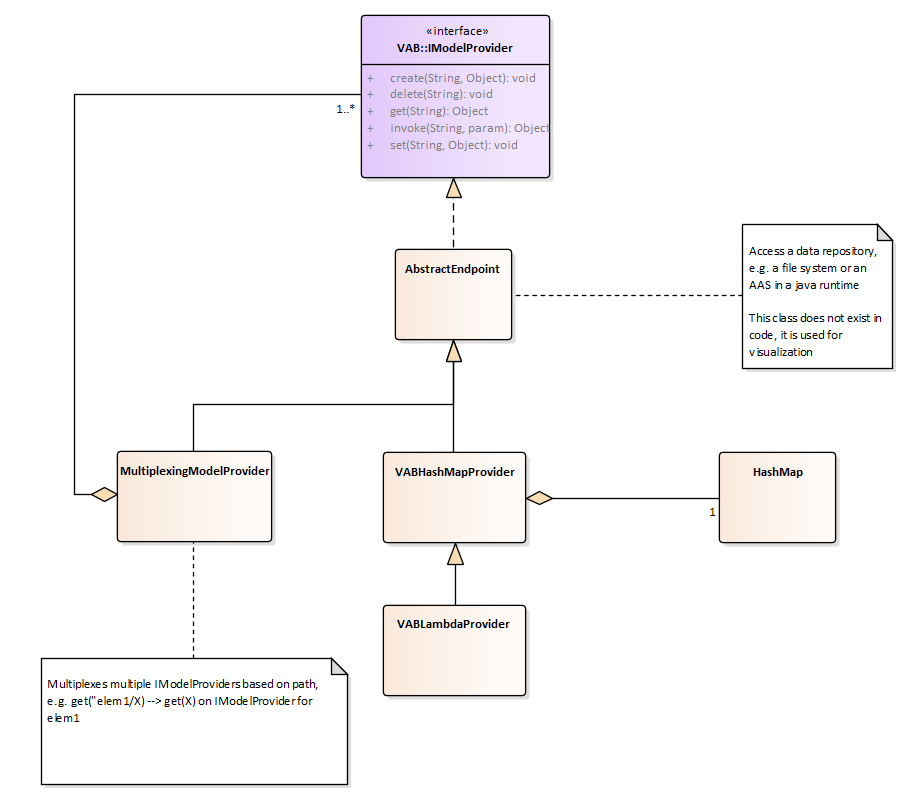 «interface»
VAB::IModelProvider
+ create(String, Object): void
+ delete(String): void
+ get(String): Object
+ invoke(String, param): Object
+ set(String, Object): void
1..*
AbstractEndpoint
Access a data repository,
e.g. a file system or an
AAS in a java runtime
This class does not exist in
code, it is used for
visualization
MultiplexingModelProvider
VABHashMapProvider
HashMap
1
VABLambdaProvider
Multiplexes multiple IModelProviders based on path,
e.g. get("elem1/X) --> get(X) on IModelProvider for
elem1